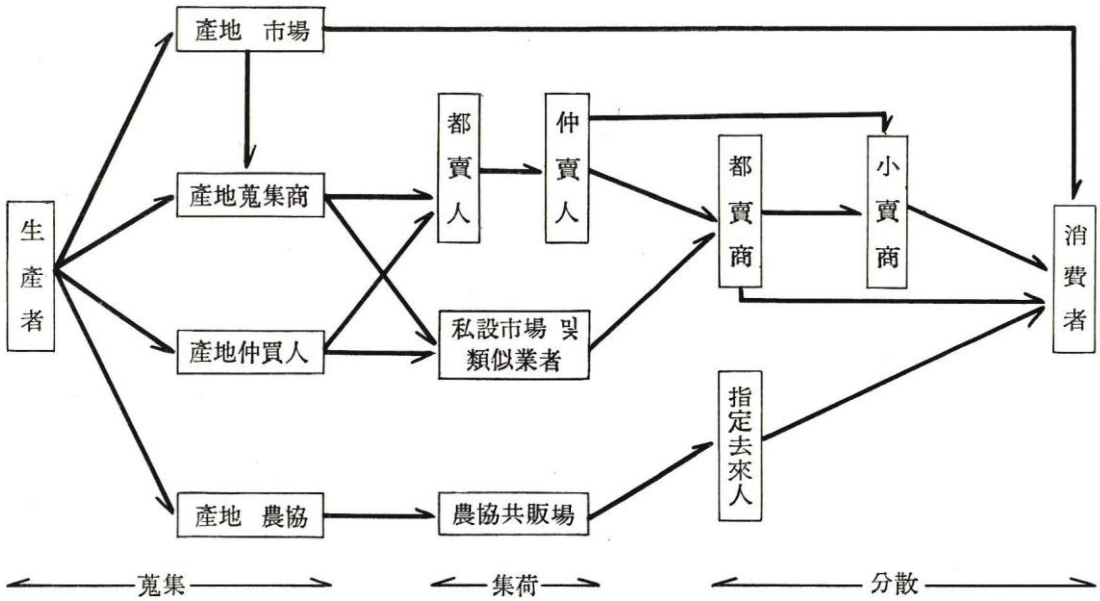 產地 市場
產地蒐集商
都賣人
仲賣人
都賣商
小賣商
生產者
消費者
產地仲買人
私設市場 및
類似業者
指定去來人
產地 農協
農協共販場
蒐集
集荷
分散